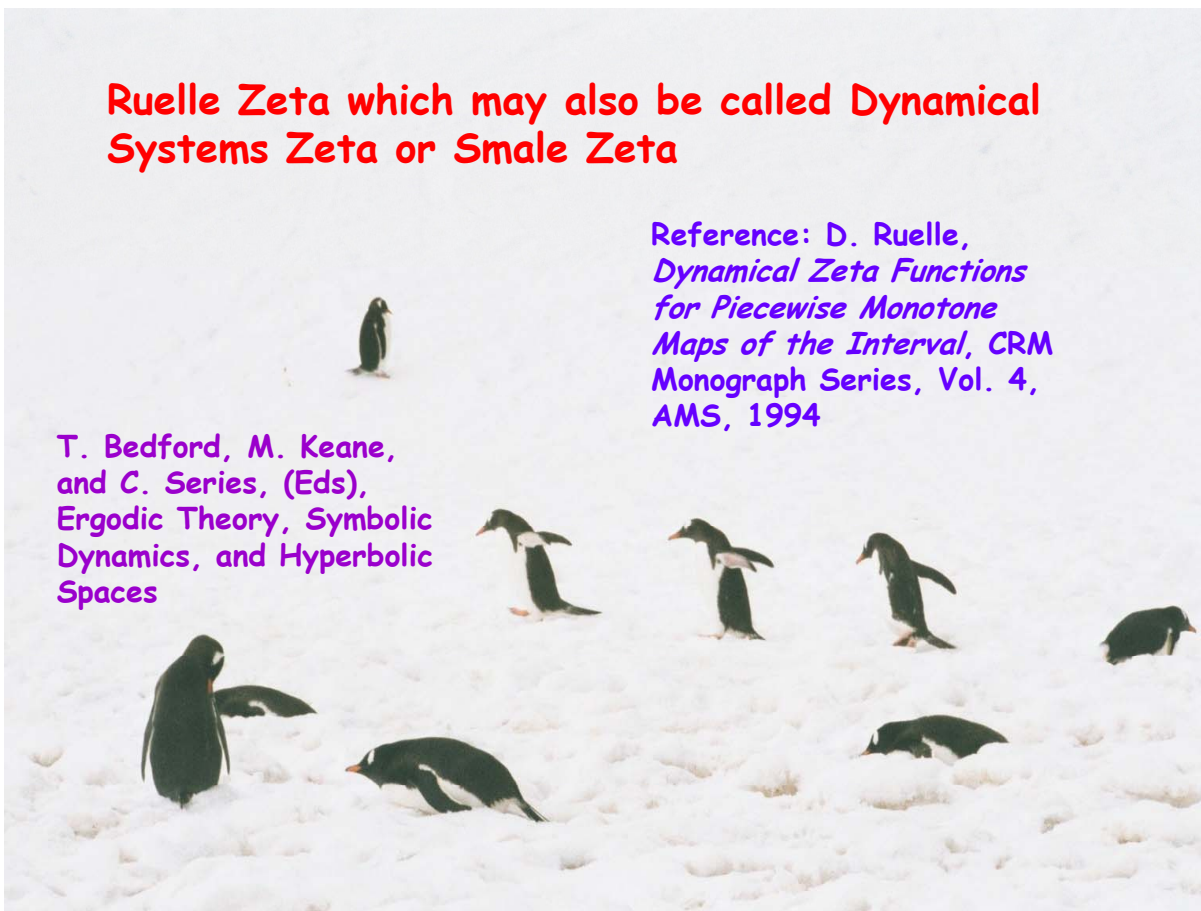 Ruelle Zeta which may also be called Dynamical
Systems Zeta or Smale Zeta
Reference: D. Ruelle,
Dynamical Zeta Functions
for Piecewise Monotone
Maps of the Interval, CRM
Monograph Series, Vol. 4,
AMS, 1994
T. Bedford, M. Keane,
and C. Series, (Eds),
Ergodic Theory, Symbolic
Dynamics, and Hyperbolic
Spaces